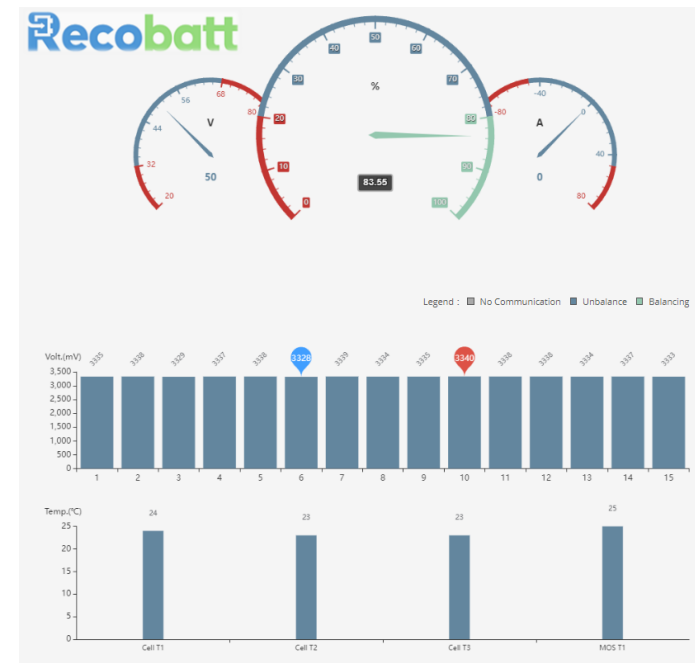 Recobatt
20 32 44 56 68 80
V
50
0 10 20 30 40 50 60 70 80 90 100
%
83.55
-80 -40 0 40 80
A
0
Legend : No Communication Unbalance Balancing
Volt.(mV) 3335 3338 3329 3337 3338 3328 3339 3334 3335 3340 3338 3338 3334 3337 3333
3,500
3,000
2,500
2,000
1,500
1,000
500
0
1 2 3 4 5 6 7 8 9 10 11 12 13 14 15
Temp.(℃) 24 23 23 25
25
20
15
10
5
0
Cell T1 Cell T2 Cell T3 MOS T1